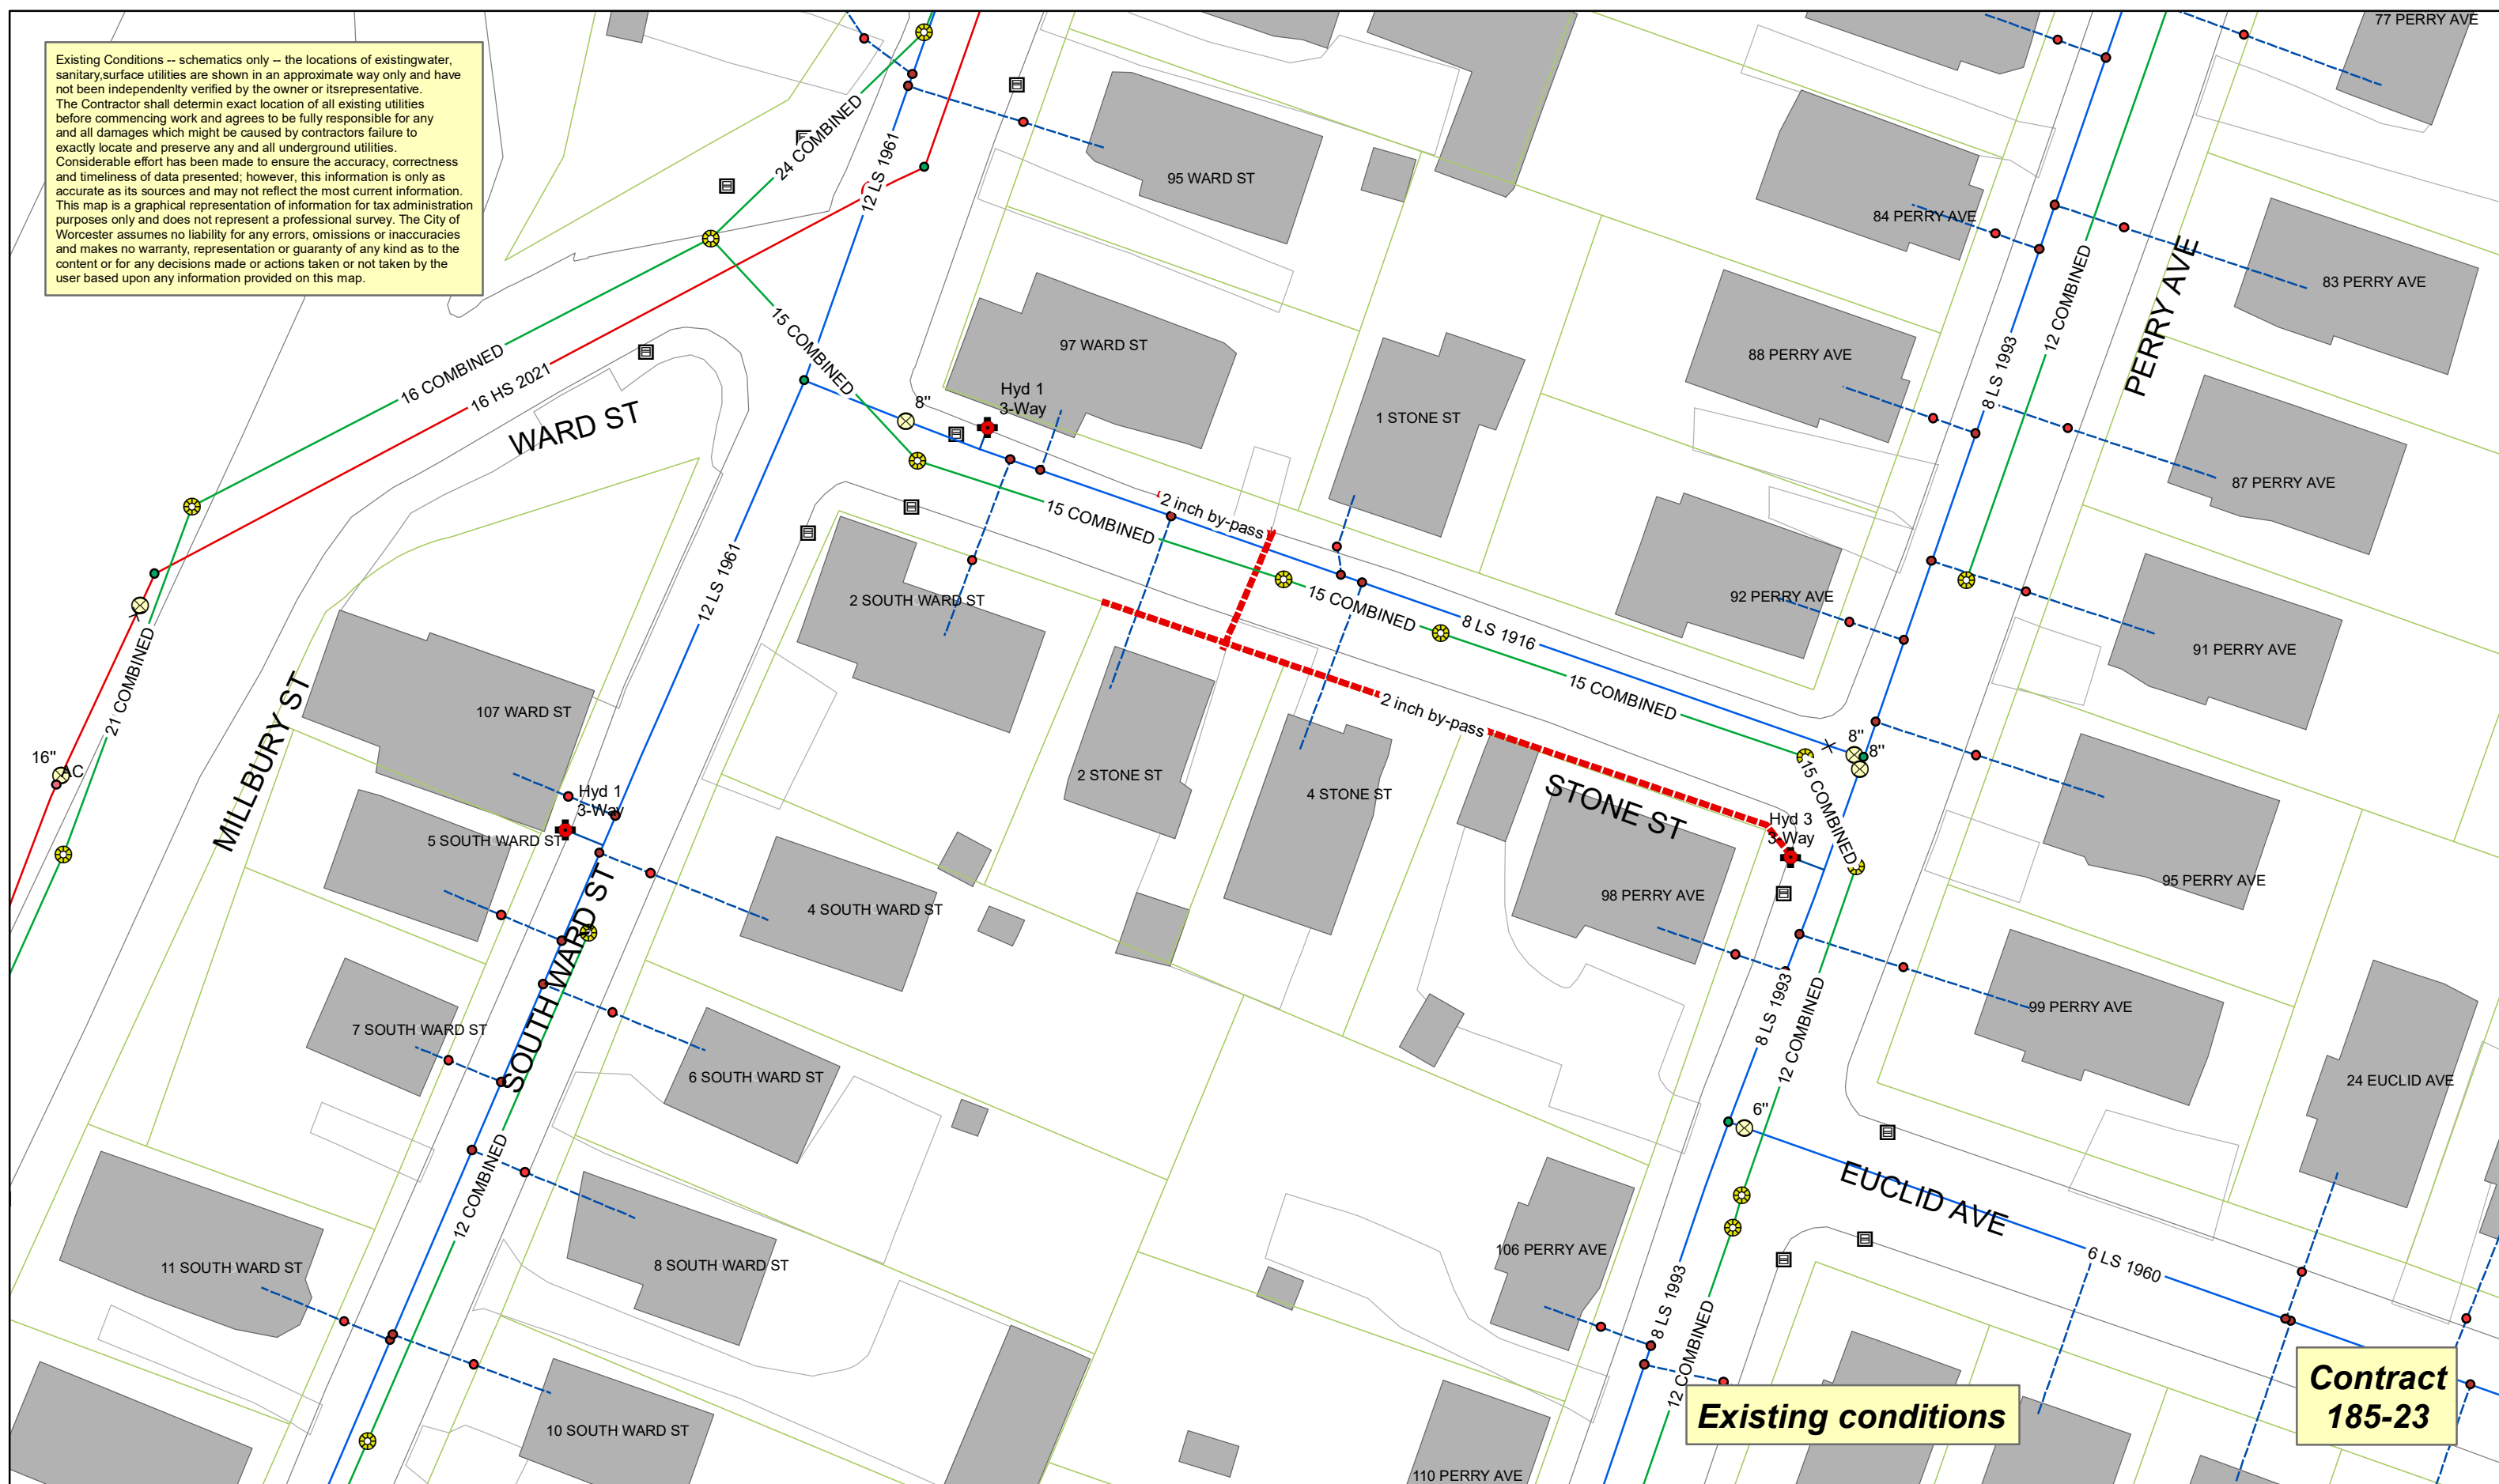 Existing Conditions -- schematics only -- the locations of existingwater,
sanitary,surface utilities are shown in an approximate way only and have
not been independenlty verified by the owner or itsrepresentative.
The Contractor shall determin exact location of all existing utilities
before commencing work and agrees to be fully responsible for any
and all damages which might be caused by contractors failure to
exactly locate and preserve any and all underground utilities.
Considerable effort has been made to ensure the accuracy, correctness
and timeliness of data presented; however, this information is only as
accurate as its sources and may not reflect the most current information.
This map is a graphical representation of information for tax administration
purposes only and does not represent a professional survey. The City of
Worcester assumes no liability for any errors, omissions or inaccuracies
and makes no warranty, representation or guaranty of any kind as to the
content or for any decisions made or actions taken or not taken by the
user based upon any information provided on this map.
77 PERRY AVE
24 COMBINED
12 LS 1961
95 WARD ST
84 PERRY AVE
PERRY AVE
12 COMBINED
83 PERRY AVE
15 COMBINED
97 WARD ST
88 PERRY AVE
8 LS 1993
16 COMBINED
16 HS 2021
WARD ST
Hyd 1
3-Way
8"
1 STONE ST
87 PERRY AVE
2 inch by-pass
15 COMBINED
12 LS 1961
2 SOUTH WARD ST
15 COMBINED
8 LS 1916
92 PERRY AVE
91 PERRY AVE
21 COMBINED
MILLBURY ST
107 WARD ST
15 COMBINED
2 inch by-pass
8"
8"
16"
AC
2 STONE ST
4 STONE ST
STONE ST
15 COMBINED
Hyd 1
3-Way
Hyd 3
3-Way
5 SOUTH WARD ST
95 PERRY AVE
98 PERRY AVE
4 SOUTH WARD ST
SOUTH WARD ST
99 PERRY AVE
8 LS 1993
12 COMBINED
7 SOUTH WARD ST
6 SOUTH WARD ST
24 EUCLID AVE
6"
12 COMBINED
EUCLID AVE
106 PERRY AVE
6 LS 1960
11 SOUTH WARD ST
8 SOUTH WARD ST
8 LS 1993
12 COMBINED
10 SOUTH WARD ST
110 PERRY AVE
Existing conditions
Contract
185-23